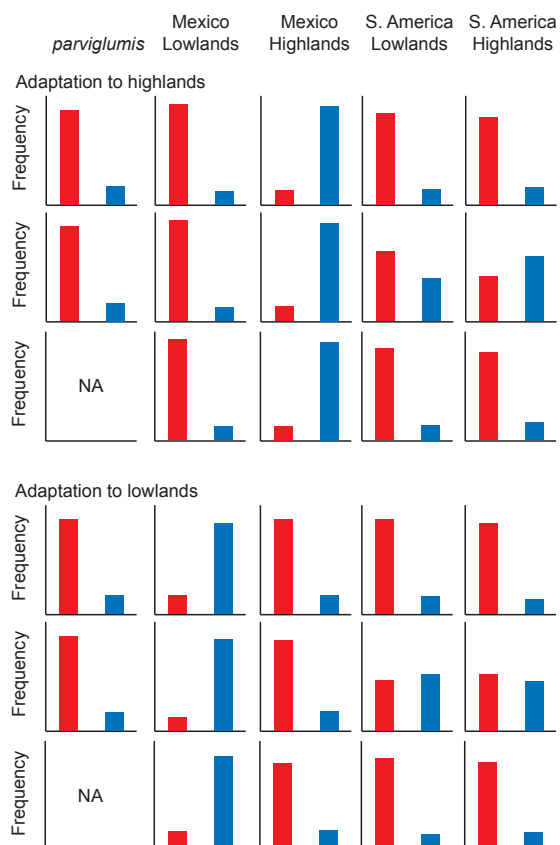 parviglumis
Mexico
Lowlands
Mexico
Highlands
S. America
Lowlands
S. America
Highlands
Adaptation to highlands
Frequency
Frequency
Frequency
NA
Adaptation to lowlands
Frequency
Frequency
Frequency
NA